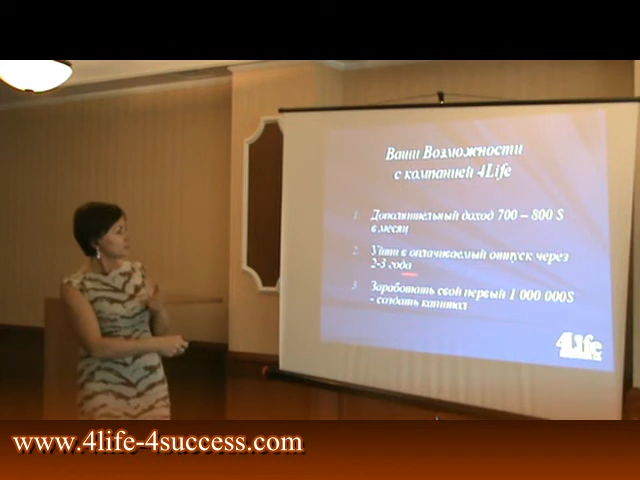 Ваши Возможности
с компанией 4Life
1. Дополнительный доход 700 – 800 $
в месяц
2. Уйти в оплачиваемый отпуск через
2-3 года
3. Заработать свой первый 1 000 000$
- создать капитал
4Life
www.4life-4success.com